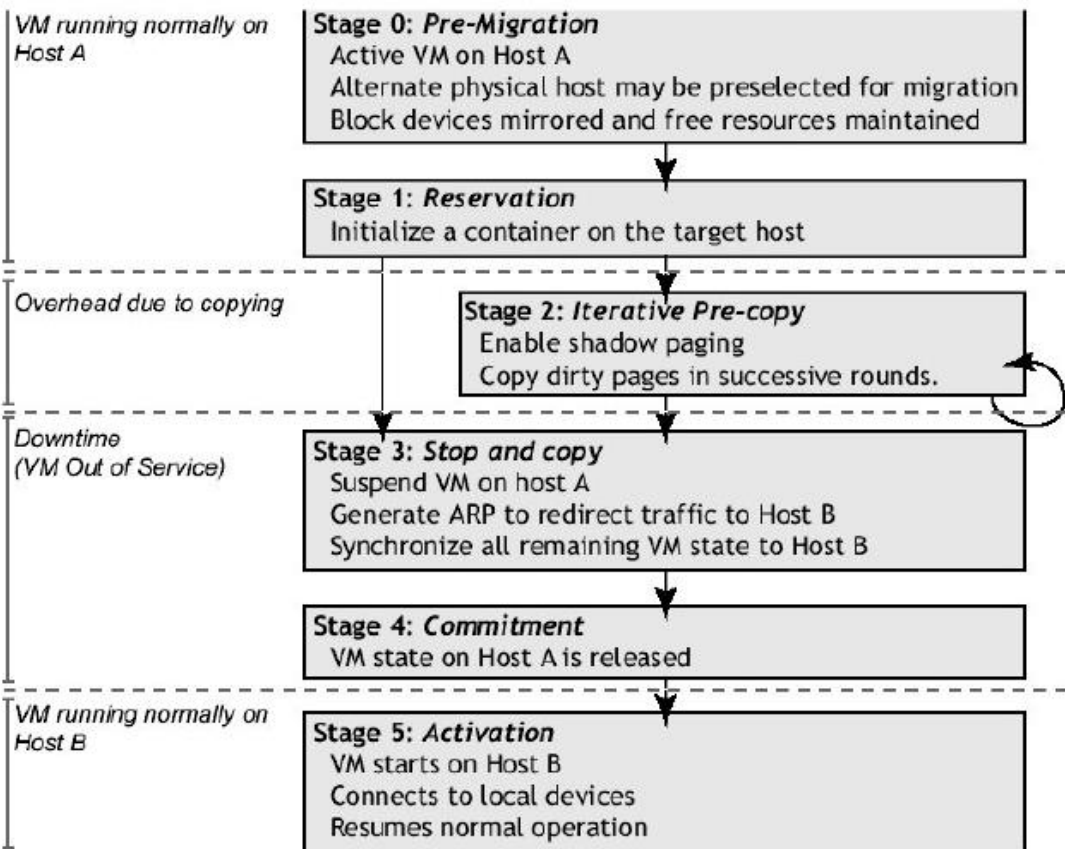 VM running normally on
Host A
Stage 0: Pre-Migration
Active VM on Host A
Alternate physical host may be preselected for migration
Block devices mirrored and free resources maintained
Stage 1: Reservation
Initialize a container on the target host
Overhead due to copying
Stage 2: Iterative Pre-copy
Enable shadow paging
Copy dirty pages in successive rounds.
Downtime
(VM Out of Service)
Stage 3: Stop and copy
Suspend VM on host A
Generate ARP to redirect traffic to Host B
Synchronize all remaining VM state to Host B
Stage 4: Commitment
VM state on Host A is released
VM running normally on
Host B
Stage 5: Activation
VM starts on Host B
Connects to local devices
Resumes normal operation